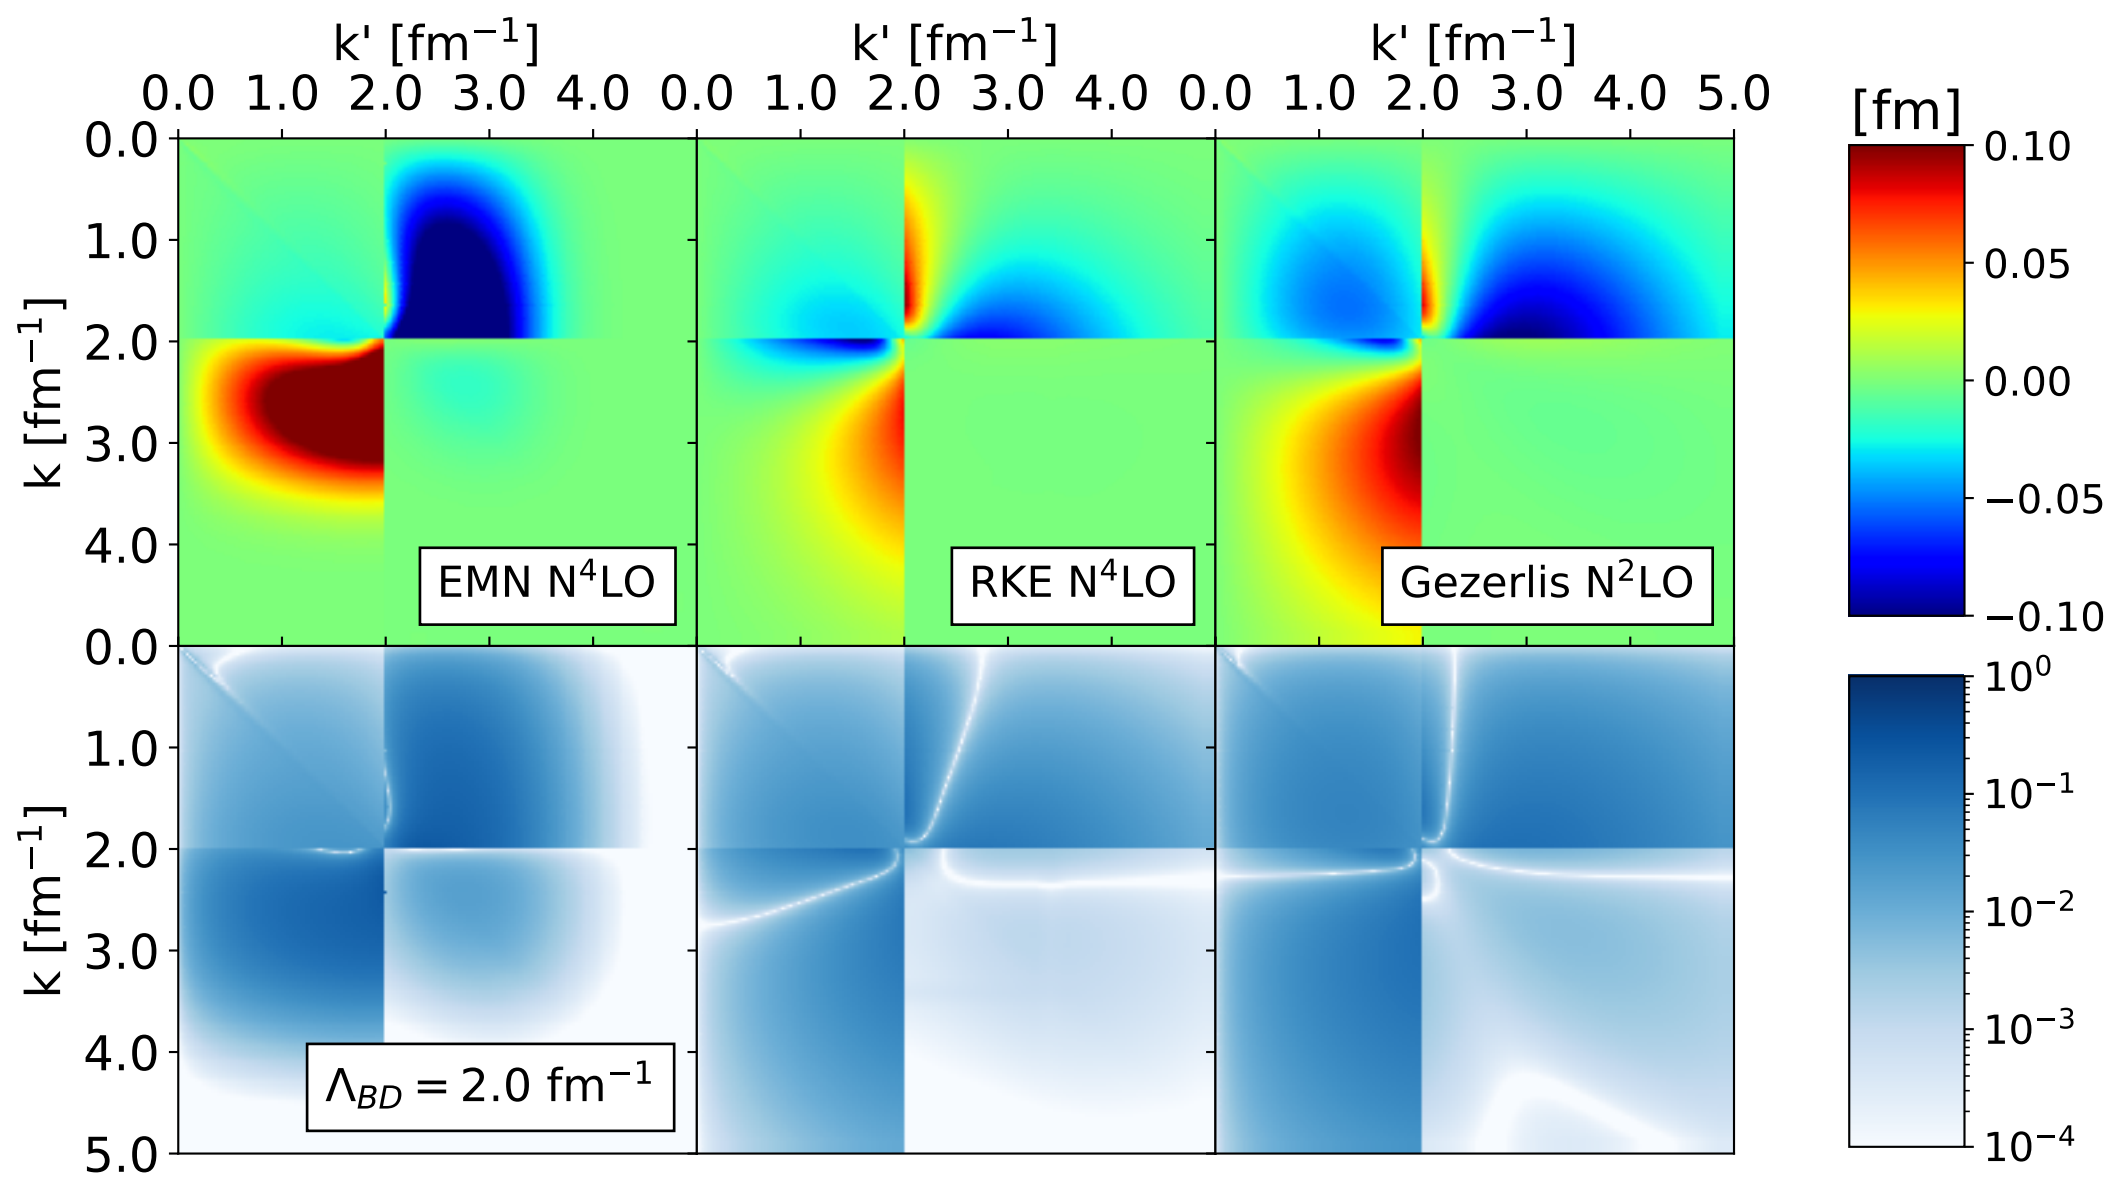 k' [fm⁻¹] k' [fm⁻¹] k' [fm⁻¹]
0.0 1.0 2.0 3.0 4.0 0.0 1.0 2.0 3.0 4.0 0.0 1.0 2.0 3.0 4.0 5.0
[fm]
0.0
1.0
2.0
3.0
4.0
k [fm⁻¹]
EMN N⁴LO
RKE N⁴LO
Gezerlis N²LO
0.10
0.05
0.00
−0.05
−0.10
0.0
1.0
2.0
3.0
4.0
5.0
k [fm⁻¹]
Λ_BD = 2.0 fm⁻¹
10⁰
10⁻¹
10⁻²
10⁻³
10⁻⁴